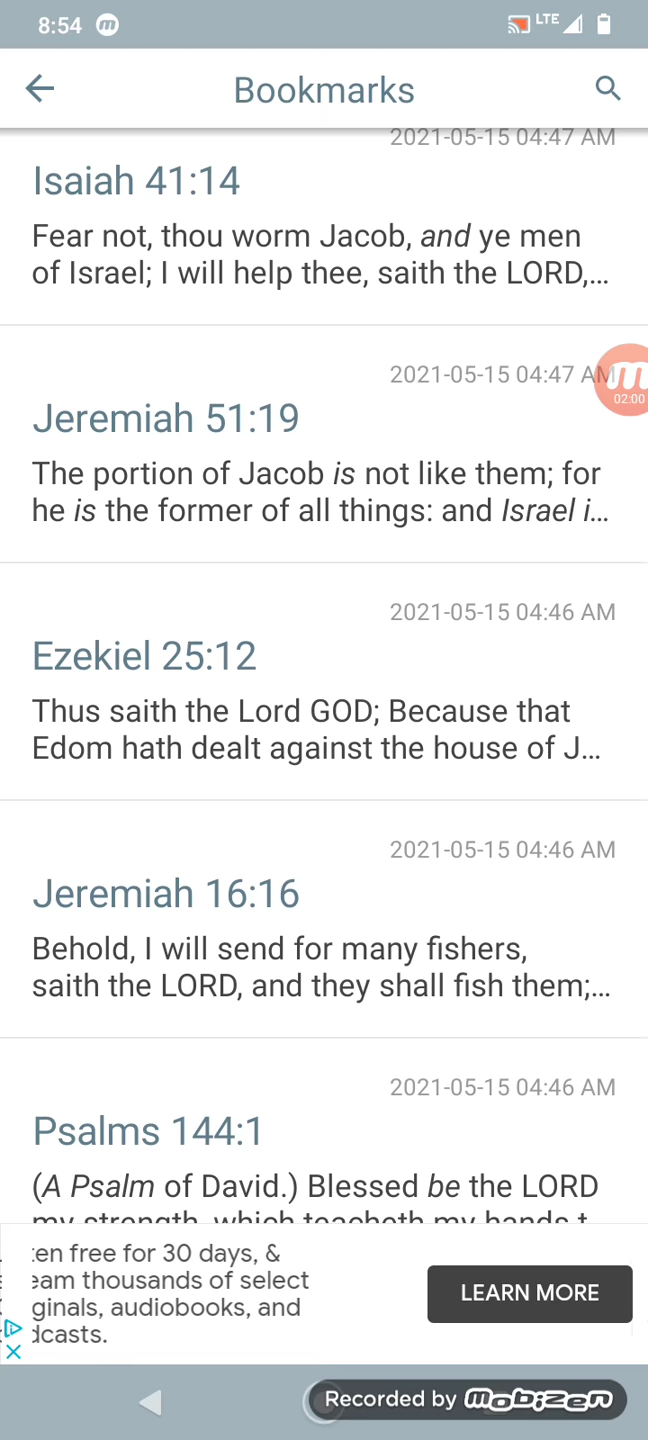 8:54 m LTE
Bookmarks
2021-05-15 04:47 AM
Isaiah 41:14
Fear not, thou worm Jacob, and ye men
of Israel; I will help thee, saith the LORD,...
2021-05-15 04:47 AM
m
02:00
Jeremiah 51:19
The portion of Jacob is not like them; for
he is the former of all things: and Israel i...
2021-05-15 04:46 AM
Ezekiel 25:12
Thus saith the Lord GOD; Because that
Edom hath dealt against the house of J...
2021-05-15 04:46 AM
Jeremiah 16:16
Behold, I will send for many fishers,
saith the LORD, and they shall fish them;...
2021-05-15 04:46 AM
Psalms 144:1
(A Psalm of David.) Blessed be the LORD
my strength, which teacheth my hands t
ten free for 30 days, &
eam thousands of select
ginals, audiobooks, and
dcasts.
LEARN MORE
Recorded by mobizen